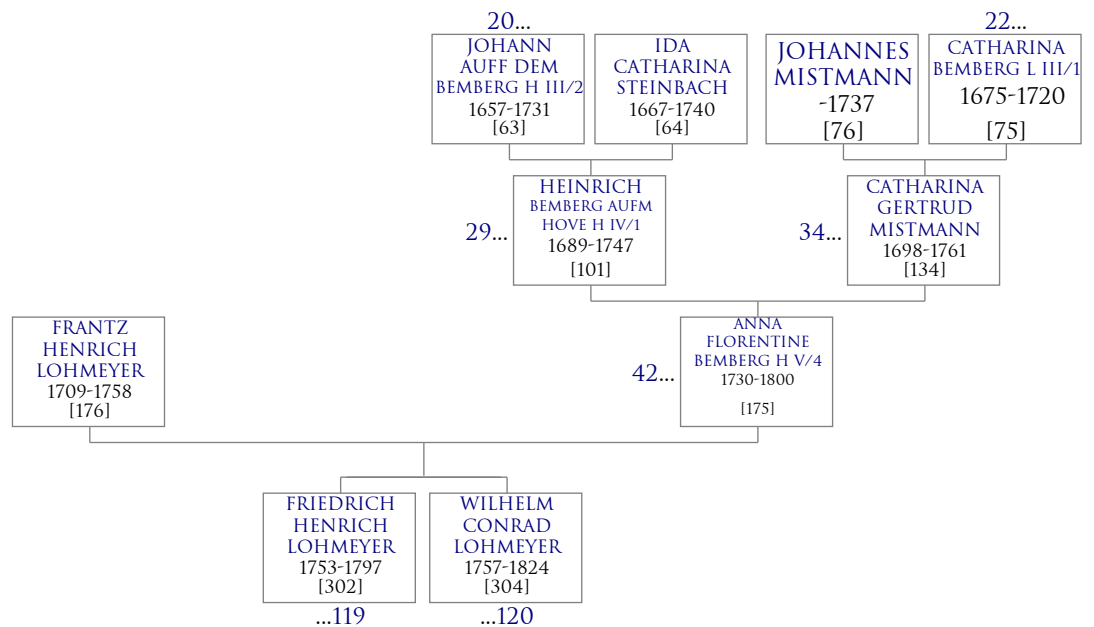 20...
JOHANN
AUFF DEM
BEMBERG H III/2
1657-1731
[63]
IDA
CATHARINA
STEINBACH
1667-1740
[64]
JOHANNES
MISTMANN
-1737
[76]
22...
CATHARINA
BEMBERG L III/1
1675-1720
[75]
29...
HEINRICH
BEMBERG AUFM
HOVE H IV/1
1689-1747
[101]
34...
CATHARINA
GERTRUD
MISTMANN
1698-1761
[134]
FRANTZ
HENRICH
LOHMEYER
1709-1758
[176]
42...
ANNA
FLORENTINE
BEMBERG H V/4
1730-1800
[175]
FRIEDRICH
HENRICH
LOHMEYER
1753-1797
[302]
...119
WILHELM
CONRAD
LOHMEYER
1757-1824
[304]
...120